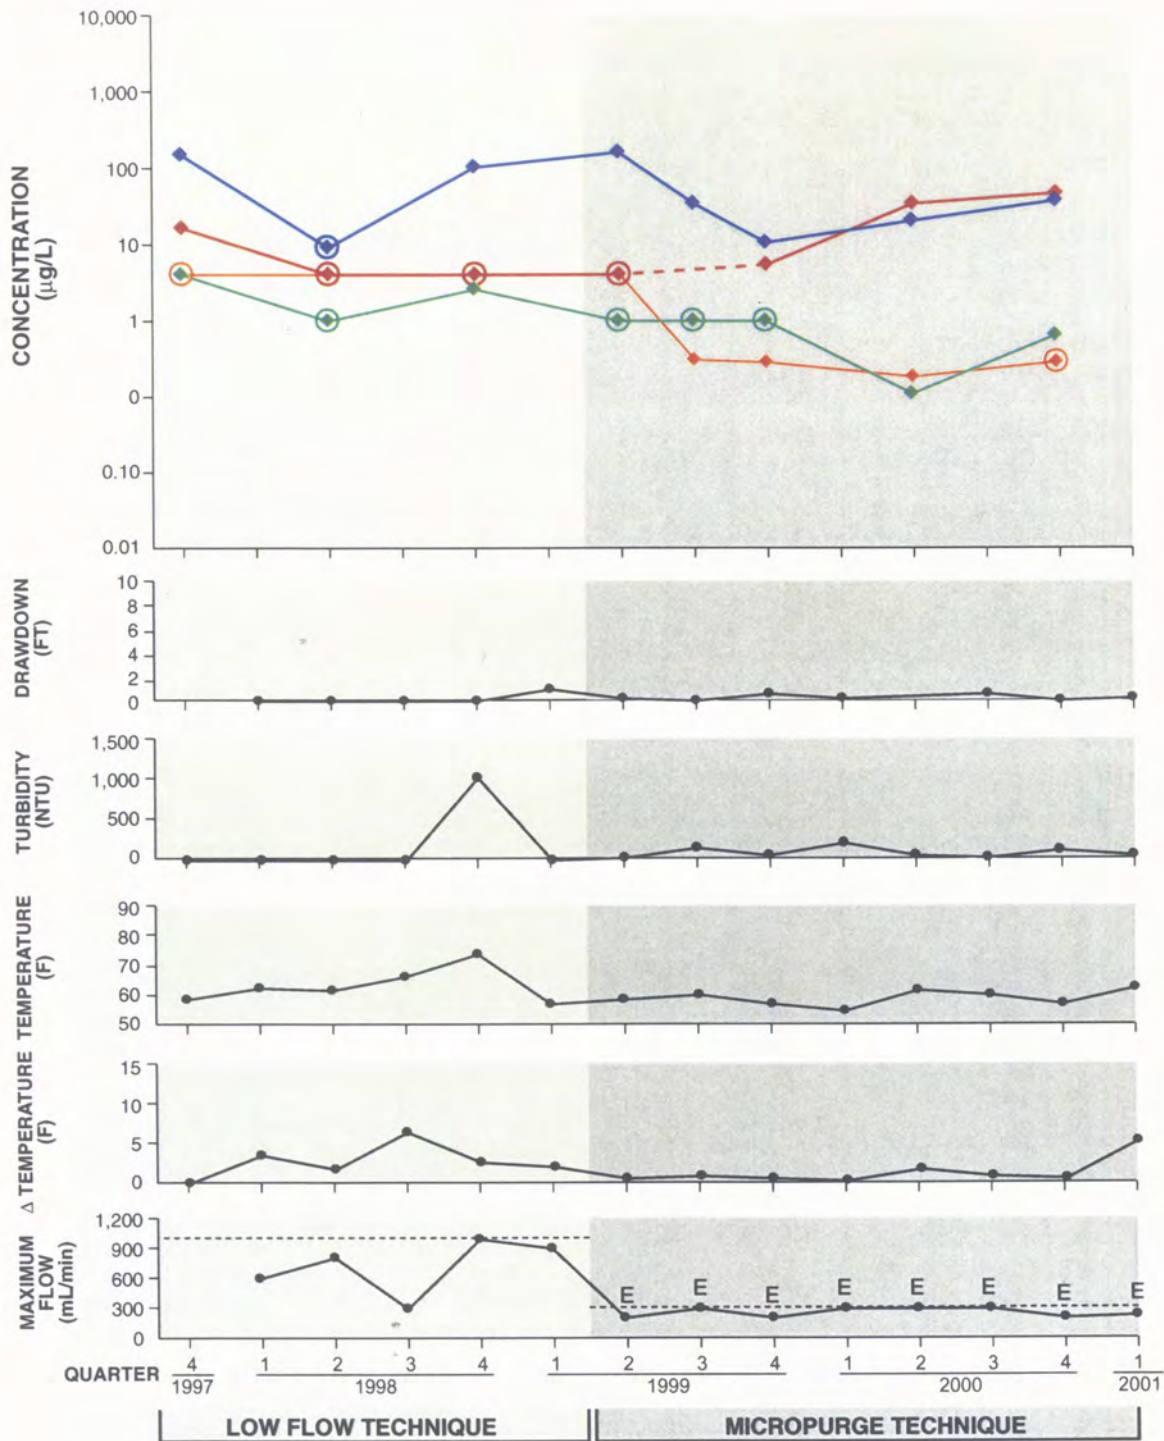 10,000
1,000
100
10
1
0
0.10
0.01
CONCENTRATION
(µg/L)
10
8
6
4
2
0
DRAWDOWN
(FT)
1,500
1,000
500
0
TURBIDITY
(NTU)
90
80
70
60
50
TEMPERATURE
(F)
15
10
5
0
Δ TEMPERATURE
(F)
1,200
900
600
300
0
MAXIMUM
FLOW
(mL/min)
E E E E E E E E
QUARTER 4 1 2 3 4 1 2 3 4 1 2 3 4 1
1997 1998 1999 2000 2001
LOW FLOW TECHNIQUE MICROPURGE TECHNIQUE